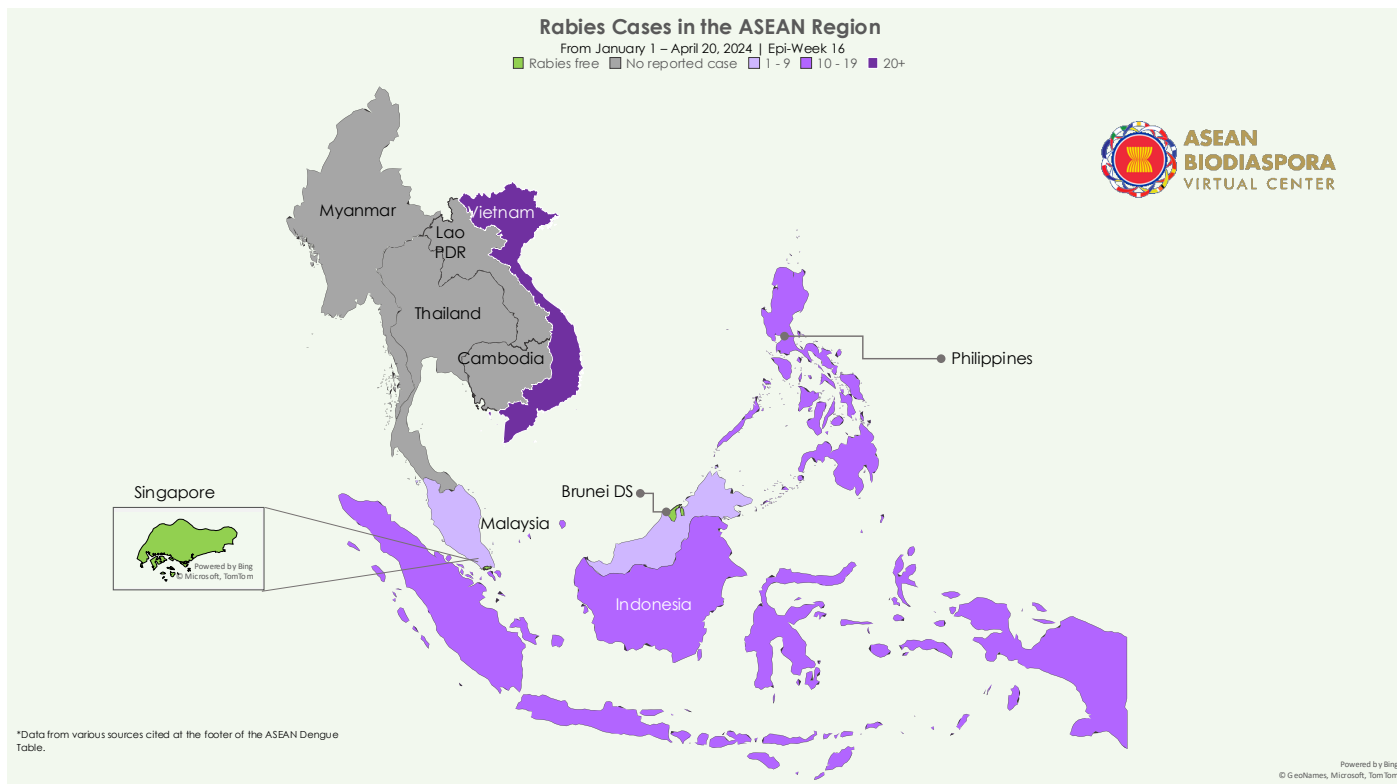 Rabies Cases in the ASEAN Region
From January 1 – April 20, 2024 | Epi-Week 16
Rabies free No reported case 1 - 9 10 - 19 20+
ASEAN
BIODIASPORA
VIRTUAL CENTER
Myanmar
Vietnam
Lao
PDR
Thailand
Cambodia
Philippines
Singapore
Brunei DS
Malaysia
Powered by Bing
© Microsoft, TomTom
Indonesia
*Data from various sources cited at the footer of the ASEAN Dengue
Table.
Powered by Bing
© GeoNames, Microsoft, TomTom